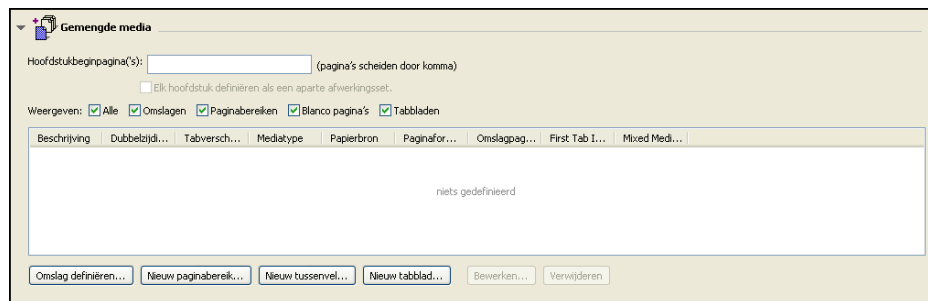 Gemengde media
Hoofdstukbeginpagina('s): (pagina's scheiden door komma)
Elk hoofdstuk definiëren als een aparte afwerkingsset.
Weergeven: Alle Omslagen Paginabereiken Blanco pagina's Tabbladen
Beschrijving Dubbelzijdi... Tabversch... Mediatype Papierbron Paginafor... Omslagpag... First Tab I... Mixed Medi...
niets gedefinieerd
Omslag definiëren... Nieuw paginabereik... Nieuw tussenvel... Nieuw tabblad... Bewerken... Verwijderen